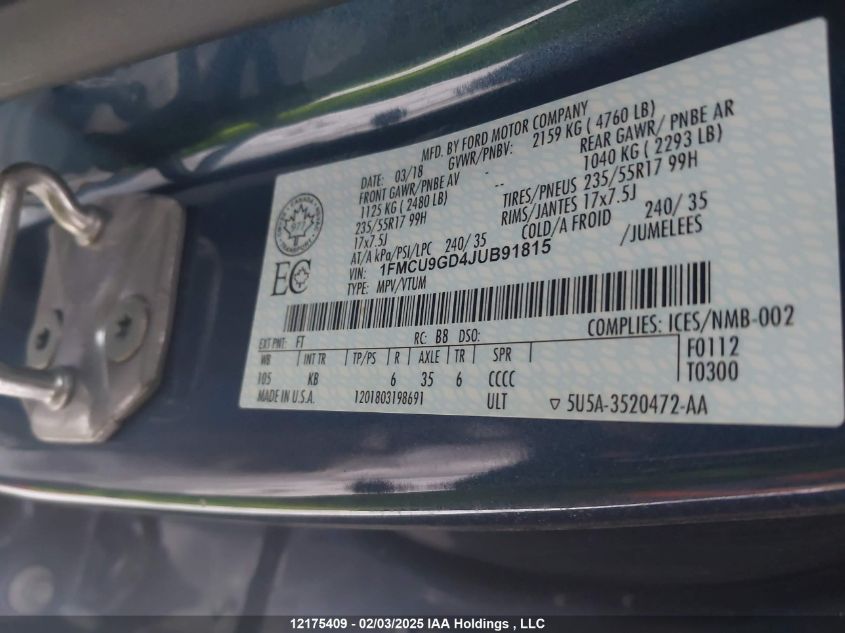 MFD. BY FORD MOTOR COMPANY
DATE: 03/18 GVWR/PNBV: 2159 KG ( 4760 LB)
FRONT GAWR/PNBE AV -- REAR GAWR/ PNBE AR
1125 KG ( 2480 LB) -- 1040 KG ( 2293 LB)
235/55R17 99H TIRES/PNEUS 235/55R17 99H
17x7.5J RIMS/JANTES 17x7.5J
AT/A kPa/PSI/LPC 240/ 35 COLD/A FROID 240/ 35
VIN: 1FMCU9GD4JUB91815 /JUMELEES
TYPE: MPV/VTUM
CANADA
977
TRANSPORT
EC
COMPLIES: ICES/NMB-002
EXT PNT: FT RC: B8 DSO:
WB INT TR TP/PS R AXLE TR SPR F0112
105 KB 6 35 6 CCCC T0300
MADE IN U.S.A. 1201803198691 ULT ▽ 5U5A-3520472-AA
12175409 - 02/03/2025 IAA Holdings , LLC